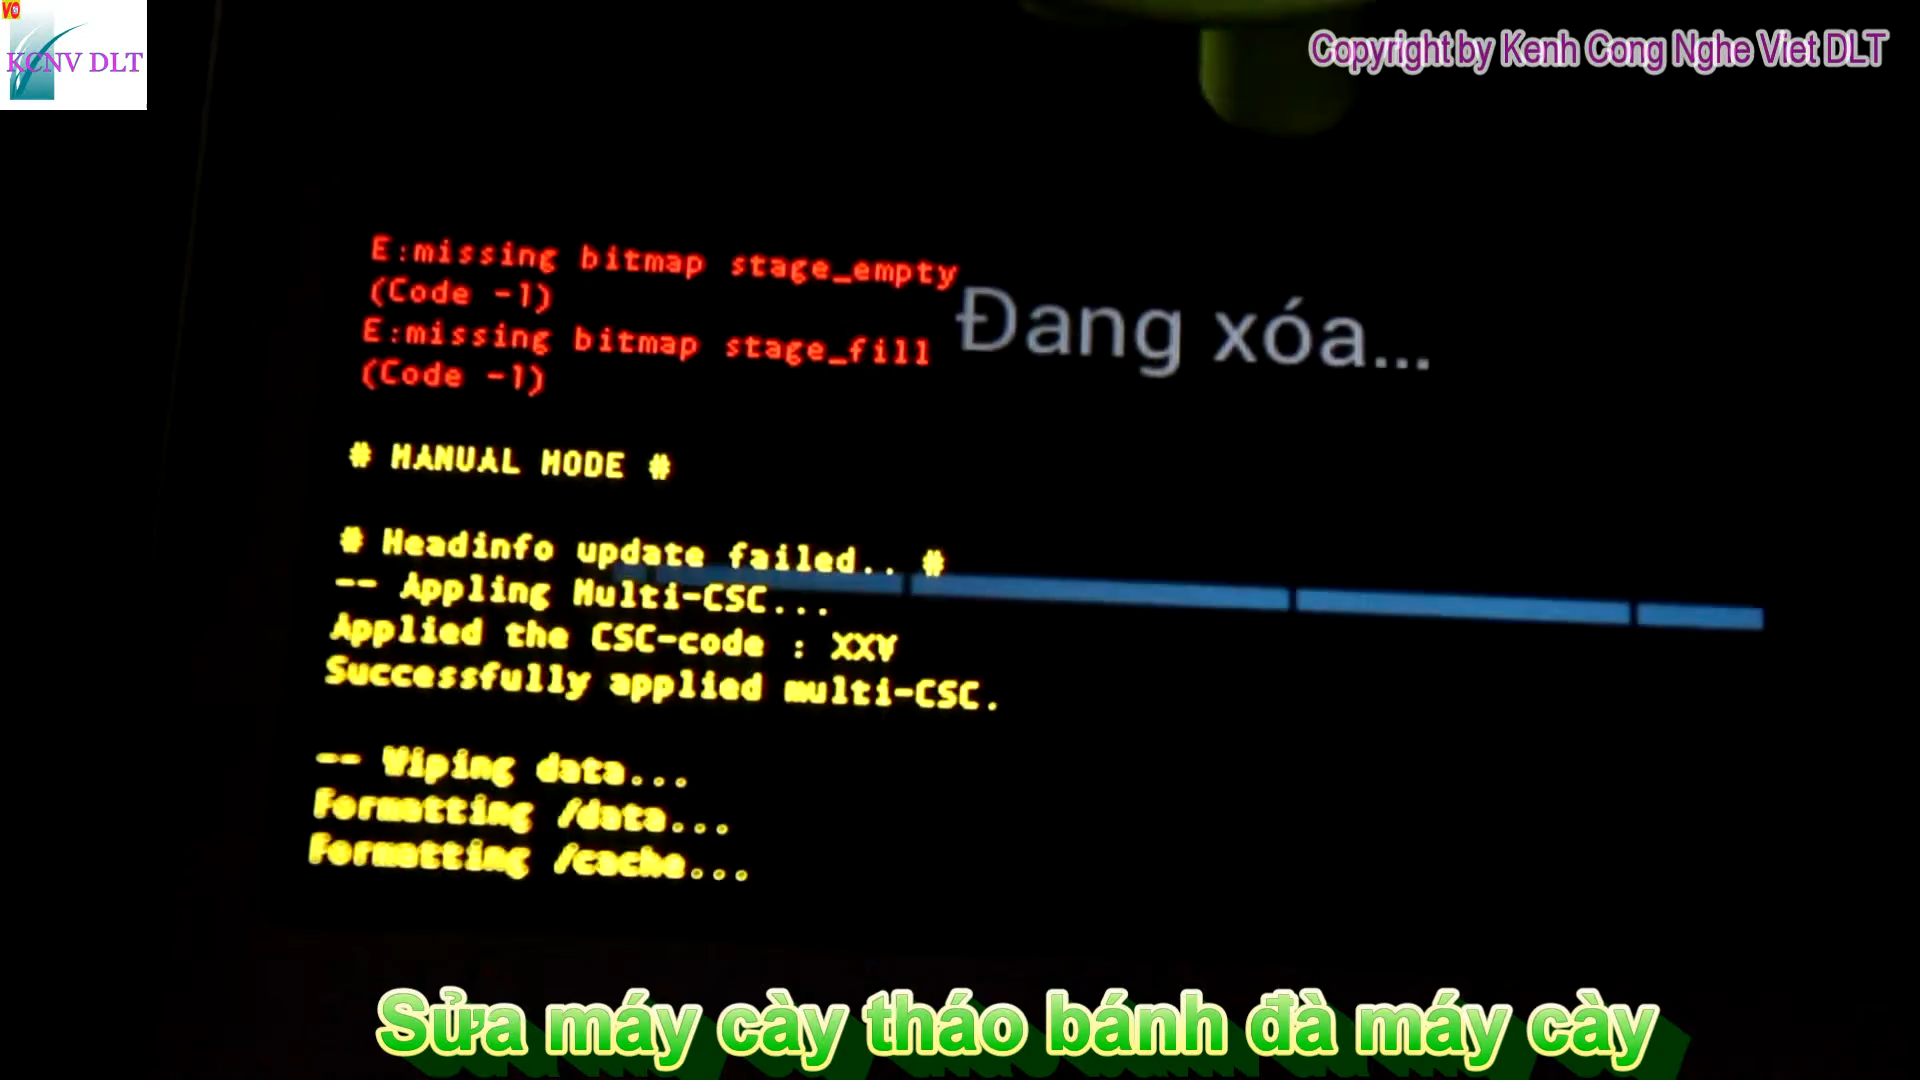 VO
KCNV DLT
Copyright by Kenh Cong Nghe Viet DLT
E:missing bitmap stage_empty
(Code -1)
E:missing bitmap stage_fill
(Code -1)
Đang xóa...
# MANUAL MODE #
# Headinfo update failed.. #
-- Appling Multi-CSC...
Applied the CSC-code : XXV
Successfully applied multi-CSC.
-- Wiping data...
Formatting /data...
Formatting /cache...
Sửa máy cày tháo bánh đà máy cày